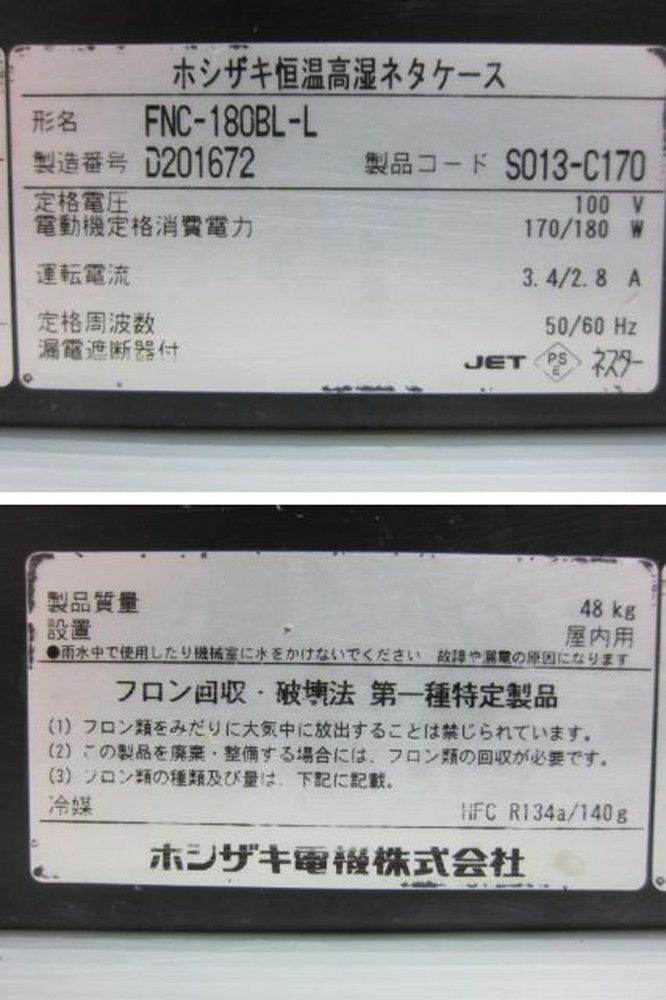 ホシザキ恒温高湿ネタケース
形名 FNC-180BL-L
製造番号 D201672 製品コード S013-C170
定格電圧 100 V
電動機定格消費電力 170/180 W
運転電流 3.4/2.8 A
定格周波数 50/60 Hz
漏電遮断器付 JET PS E ネスター
製品質量 48 kg
設置 屋内用
●雨水中で使用したり機械室に水をかけないでください 故障や漏電の原因になります
フロン回収・破壊法 第一種特定製品
(1) フロン類をみだりに大気中に放出することは禁じられています。
(2) この製品を廃棄・整備する場合には、フロン類の回収が必要です。
(3) フロン類の種類及び量は、下記に記載。
冷媒 HFC R134a/140g
ホシザキ電機株式会社